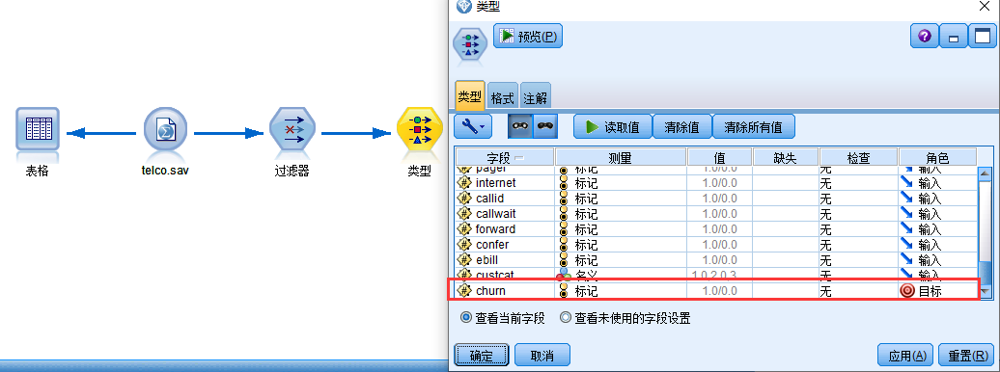 类型
预览(P)
类型 格式 注解
读取值 清除值 清除所有值
字段 测量 值 缺失 检查 角色
pager 标记 1.0/0.0 无 输入
internet 标记 1.0/0.0 无 输入
callid 标记 1.0/0.0 无 输入
callwait 标记 1.0/0.0 无 输入
forward 标记 1.0/0.0 无 输入
confer 标记 1.0/0.0 无 输入
ebill 标记 1.0/0.0 无 输入
custcat 名义 1.0,2.0,3... 无 输入
churn 标记 1.0/0.0 无 目标
查看当前字段 查看未使用的字段设置
确定 取消 应用(A) 重置(R)
表格 telco.sav 过滤器 类型